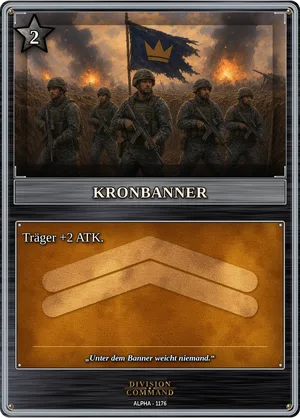 2
KRONBANNER
Träger +2 ATK.
„Unter dem Banner weicht niemand.“
DIVISION
COMMAND
ALPHA - 1176